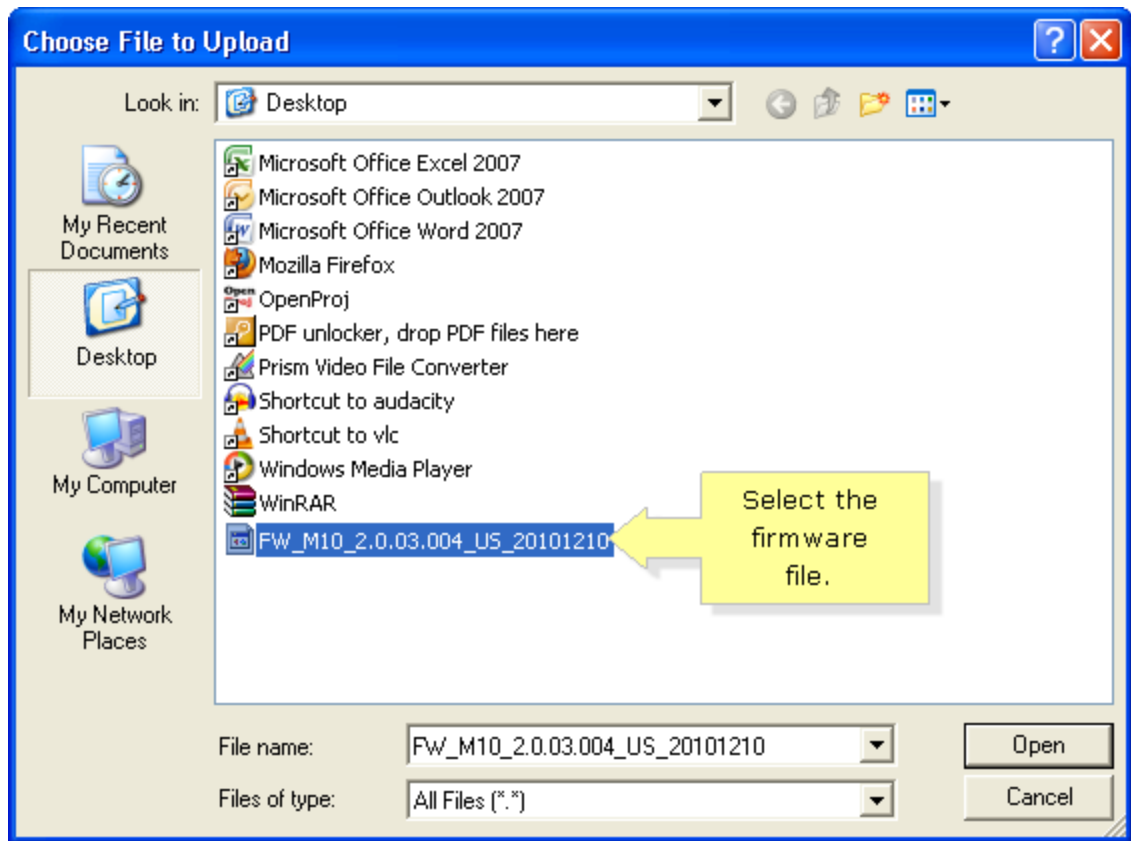 Choose File to Upload
Look in: Desktop
My Recent
Documents
Desktop
My Computer
My Network
Places
Microsoft Office Excel 2007
Microsoft Office Outlook 2007
Microsoft Office Word 2007
Mozilla Firefox
Open
OpenProj
PDF unlocker, drop PDF files here
Prism Video File Converter
Shortcut to audacity
Shortcut to vlc
Windows Media Player
WinRAR
FW_M10_2.0.03.004_US_20101210
Select the
firmware
file.
File name: FW_M10_2.0.03.004_US_20101210 Open
Files of type: All Files (*.*) Cancel